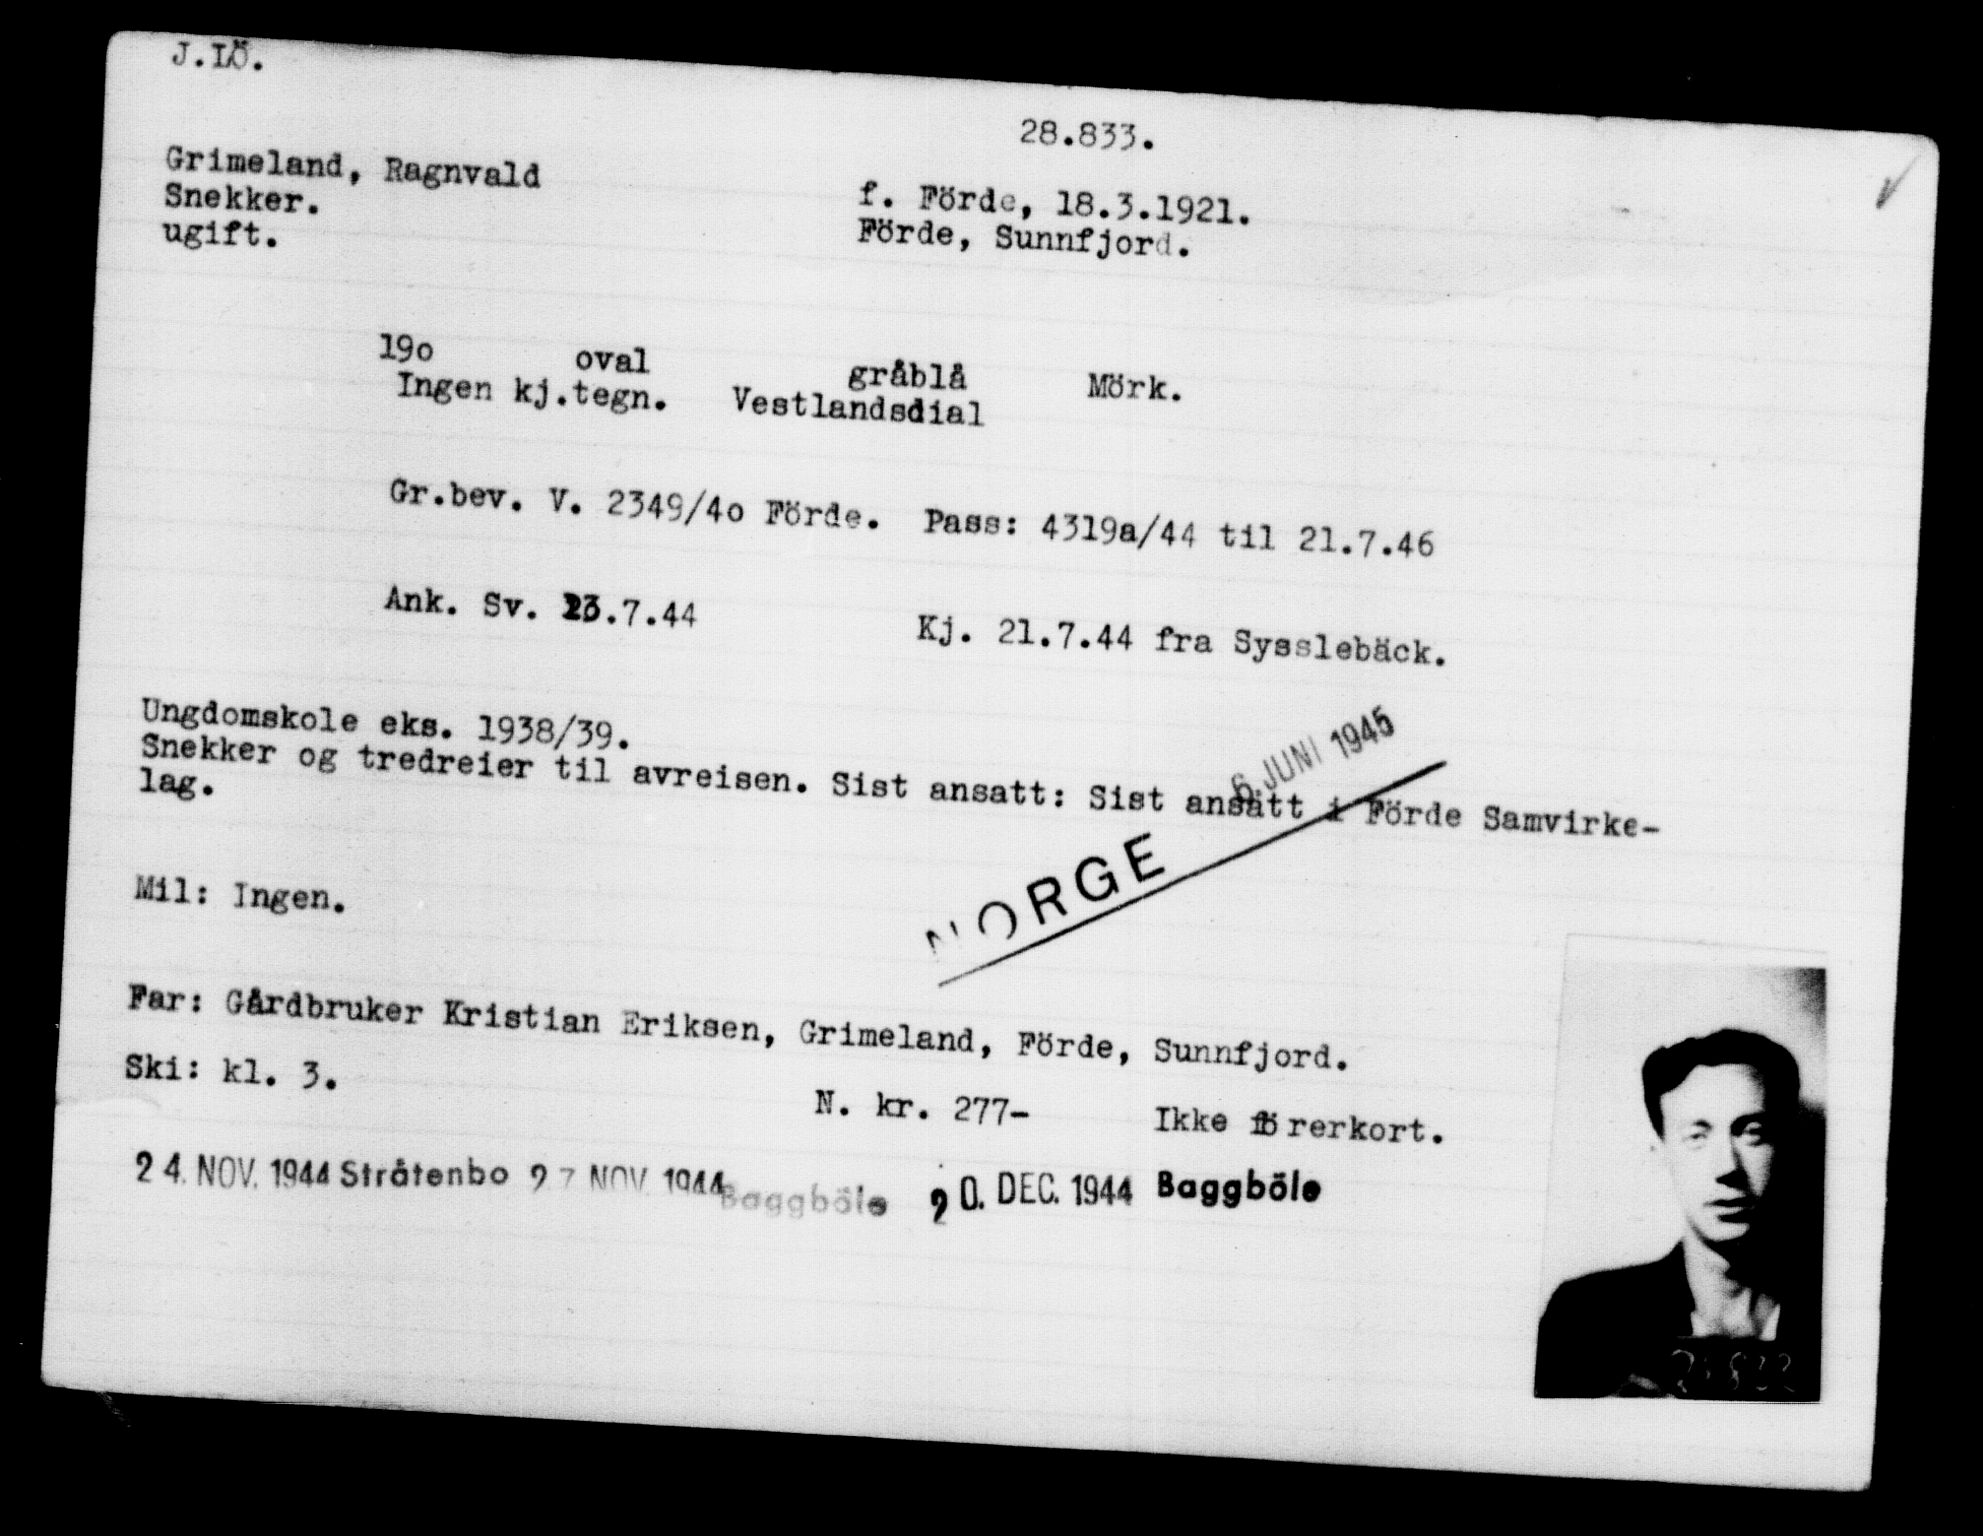 J.LÖ.
28.833.
Grimeland, Ragnvald
f. Förde, 18.3.1921.
Snekker.
Förde, Sunnfjord.
ugift.
19o oval gråblå Mörk.
Ingen kj.tegn. Vestlandsdial
Gr.bev. V. 2349/4o Förde. Pass: 4319a/44 til 21.7.46
Ank. Sv. 23.7.44 Kj. 21.7.44 fra Sysslebäck.
Ungdomskole eks. 1938/39.
6. JUNI 1945
Snekker og tredreier til avreisen. Sist ansatt: Sist ansatt i Förde Samvirke-
lag.
NORGE
Mil: Ingen.
Far: Gårdbruker Kristian Eriksen, Grimeland, Förde, Sunnfjord.
Ski: kl. 3.
N. kr. 277- Ikke förerkort.
24. NOV. 1944 Stråtenbo 27 NOV. 1944 Baggböle 20. DEC. 1944 Baggböle